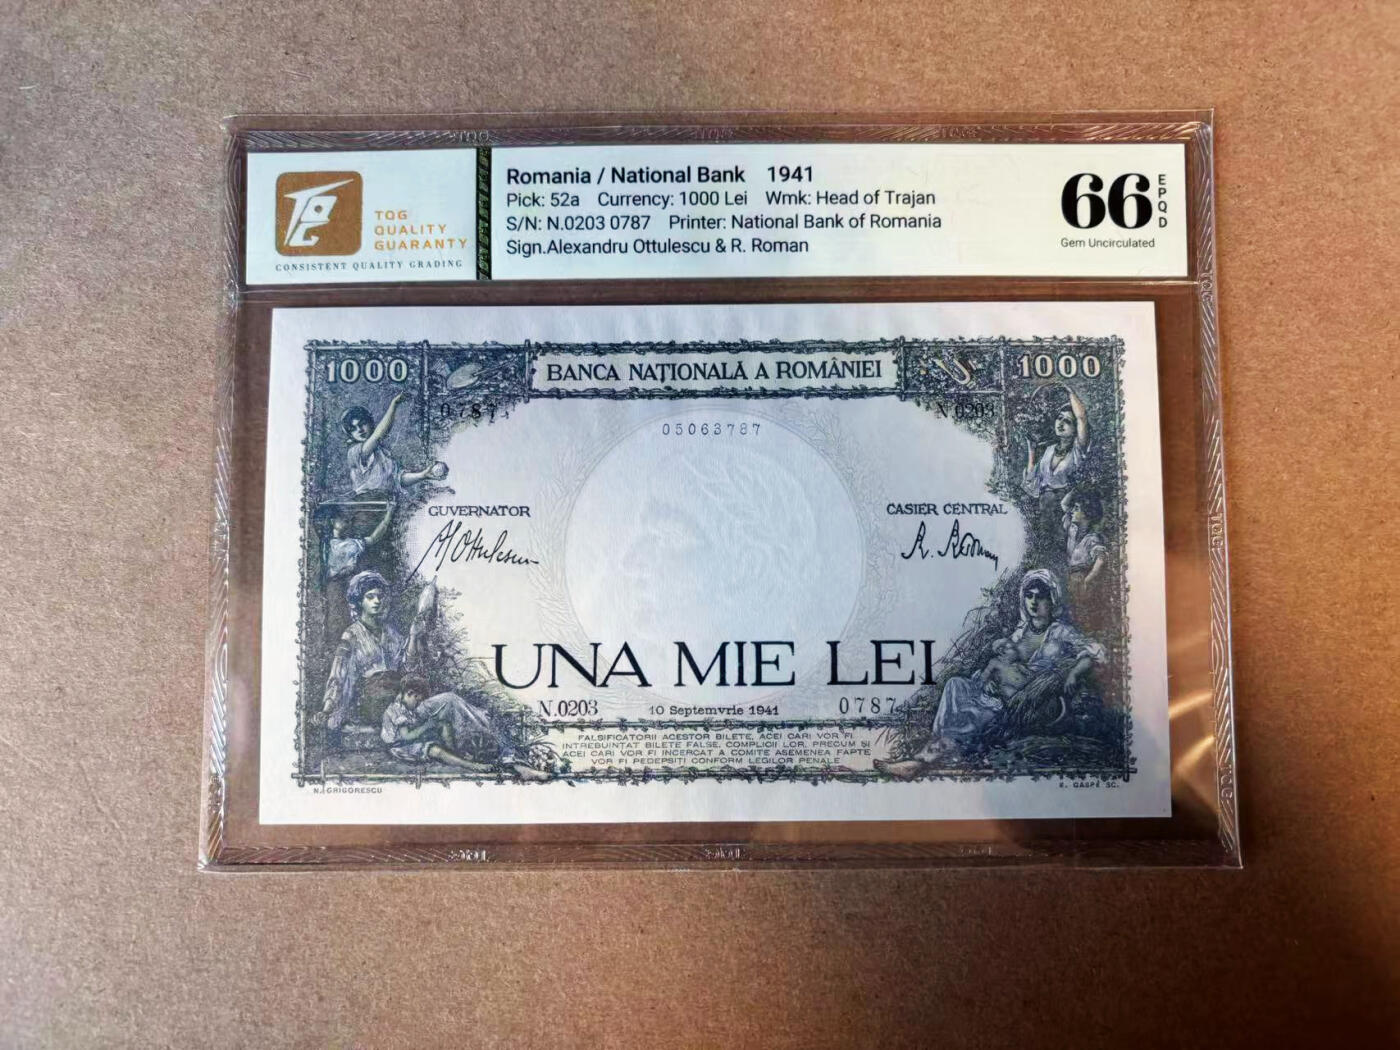 TQG
QUALITY
GUARANTY
CONSISTENT QUALITY GRADING
Romania / National Bank 1941
Pick: 52a Currency: 1000 Lei Wmk: Head of Trajan
S/N: N.0203 0787 Printer: National Bank of Romania
Sign.Alexandru Ottulescu & R. Roman
66
EPQD
Gem Uncirculated
1000 BANCA NAȚIONALĂ A ROMÂNIEI 1000
0787 N.0203
05063787
GUVERNATOR CASIER CENTRAL
Al Ottulescu R. Roman
UNA MIE LEI
N.0203 10 Septemvrie 1941 0787
FALSIFICATORII ACESTOR BILETE, ACEI CARI VOR FI
INTREBUINTAT BILETE FALSE, COMPLICII LOR, PRECUM ȘI
ACEI CARI VOR FI INCERCAT A COMITE ASEMENEA FAPTE
VOR FI PEDEPSIȚI CONFORM LEGILOR PENALE
N. GRIGORESCU E. GASPÉ SC.